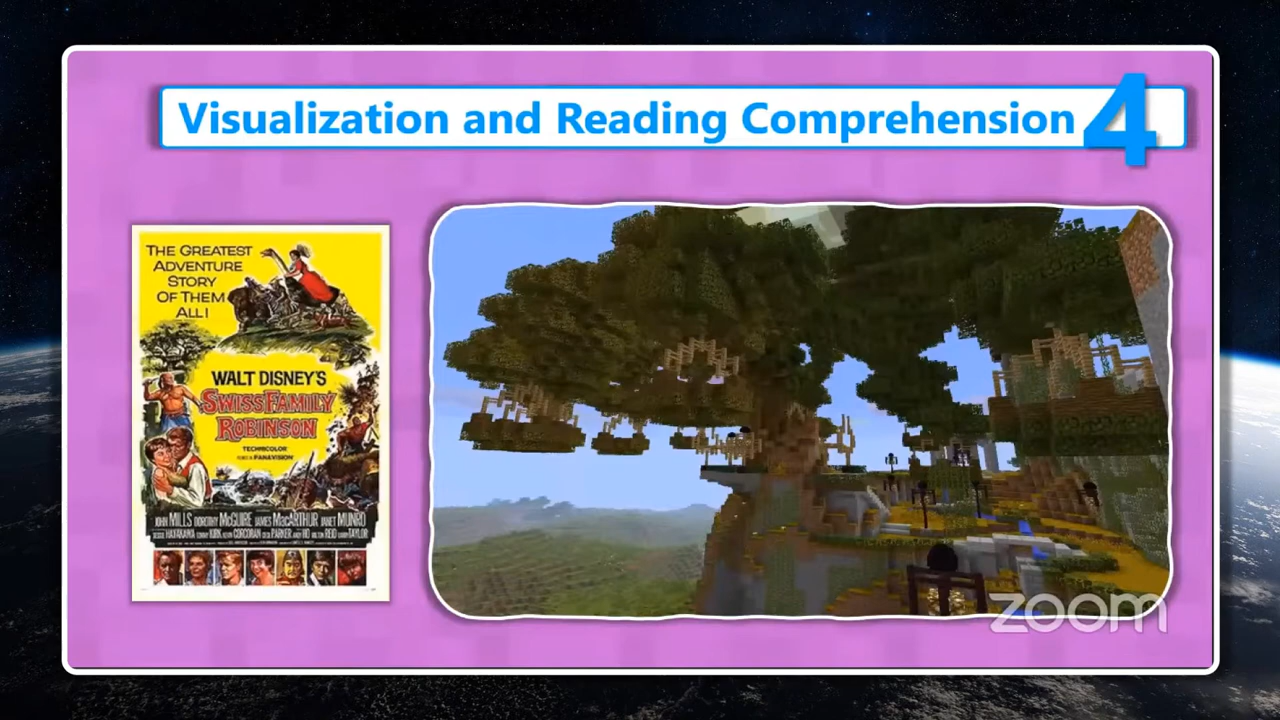 Visualization and Reading Comprehension 4
THE GREATEST
ADVENTURE
STORY
OF THEM
ALL!
WALT DISNEY'S
SWISS FAMILY
ROBINSON
TECHNICOLOR
PANAVISION
JOHN MILLS DOROTHY McGUIRE JAMES MacARTHUR JANET MUNRO
zoom